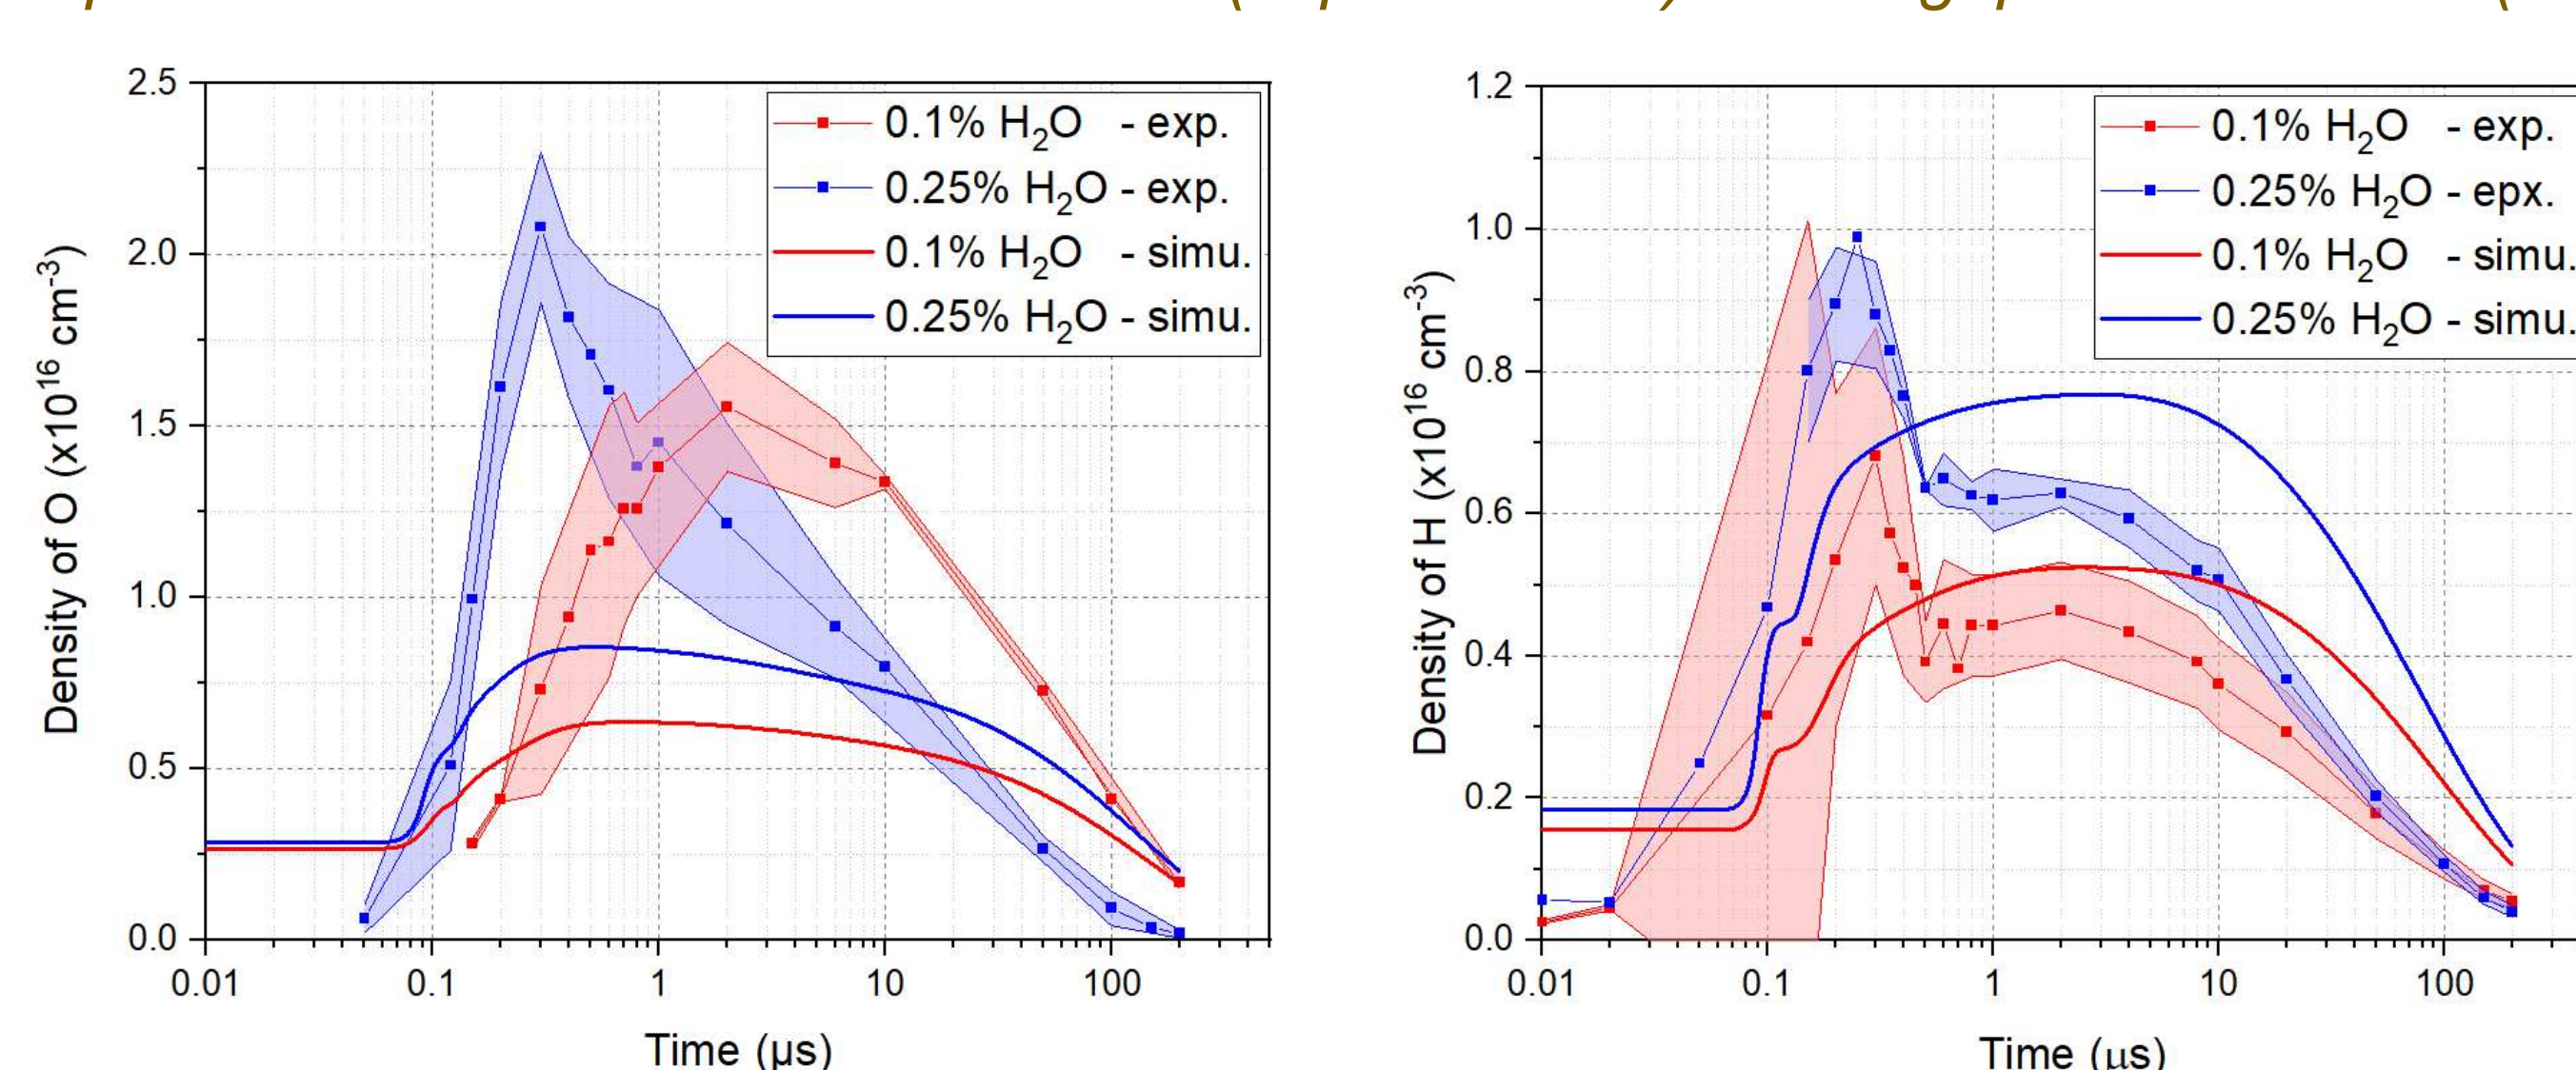 2.5
2.0
1.5
1.0
0.5
0.0
Density of O (x10¹⁶ cm⁻³)
0.1% H₂O - exp.
0.25% H₂O - exp.
0.1% H₂O - simu.
0.25% H₂O - simu.
0.01 0.1 1 10 100
Time (µs)
1.2
1.0
0.8
0.6
0.4
0.2
0.0
Density of H (x10¹⁶ cm⁻³)
0.1% H₂O - exp.
0.25% H₂O - epx.
0.1% H₂O - simu.
0.25% H₂O - simu.
0.01 0.1 1 10 100
Time (µs)